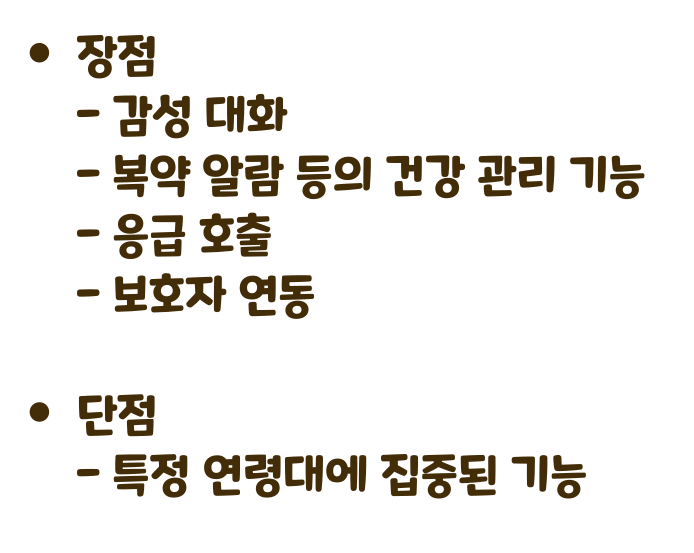 • 장점
- 감성 대화
- 복약 알람 등의 건강 관리 기능
- 응급 호출
- 보호자 연동
• 단점
- 특정 연령대에 집중된 기능